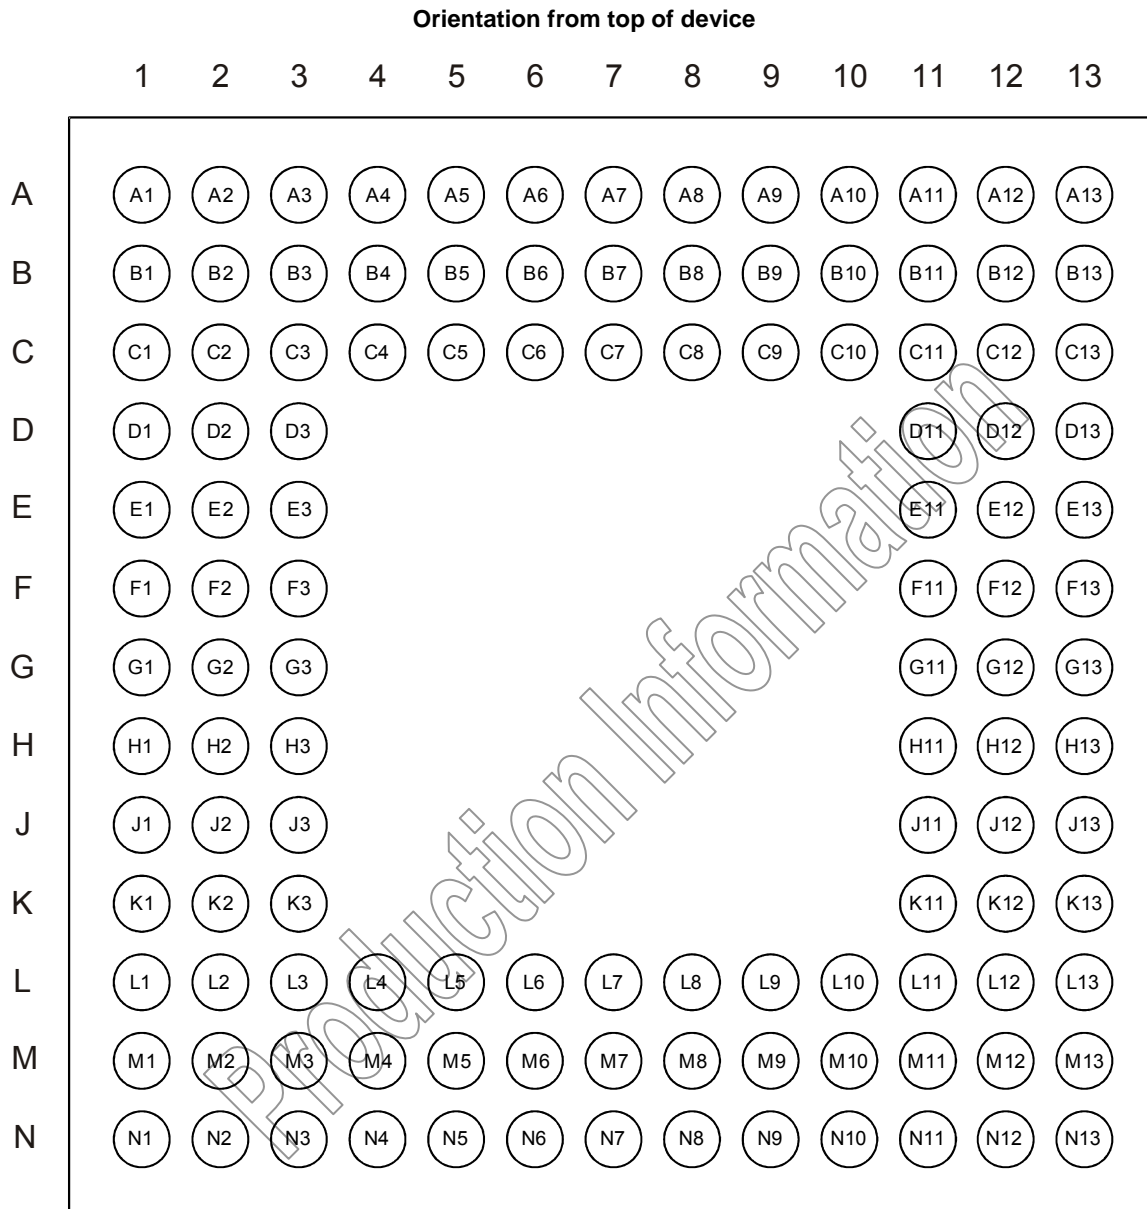 Orientation from top of device
1 2 3 4 5 6 7 8 9 10 11 12 13
A A1 A2 A3 A4 A5 A6 A7 A8 A9 A10 A11 A12 A13
B B1 B2 B3 B4 B5 B6 B7 B8 B9 B10 B11 B12 B13
C C1 C2 C3 C4 C5 C6 C7 C8 C9 C10 C11 C12 C13
D D1 D2 D3 D11 D12 D13
E E1 E2 E3 E11 E12 E13
F F1 F2 F3 F11 F12 F13
G G1 G2 G3 G11 G12 G13
H H1 H2 H3 H11 H12 H13
J J1 J2 J3 J11 J12 J13
K K1 K2 K3 K11 K12 K13
L L1 L2 L3 L4 L5 L6 L7 L8 L9 L10 L11 L12 L13
M M1 M2 M3 M4 M5 M6 M7 M8 M9 M10 M11 M12 M13
N N1 N2 N3 N4 N5 N6 N7 N8 N9 N10 N11 N12 N13
Production Information